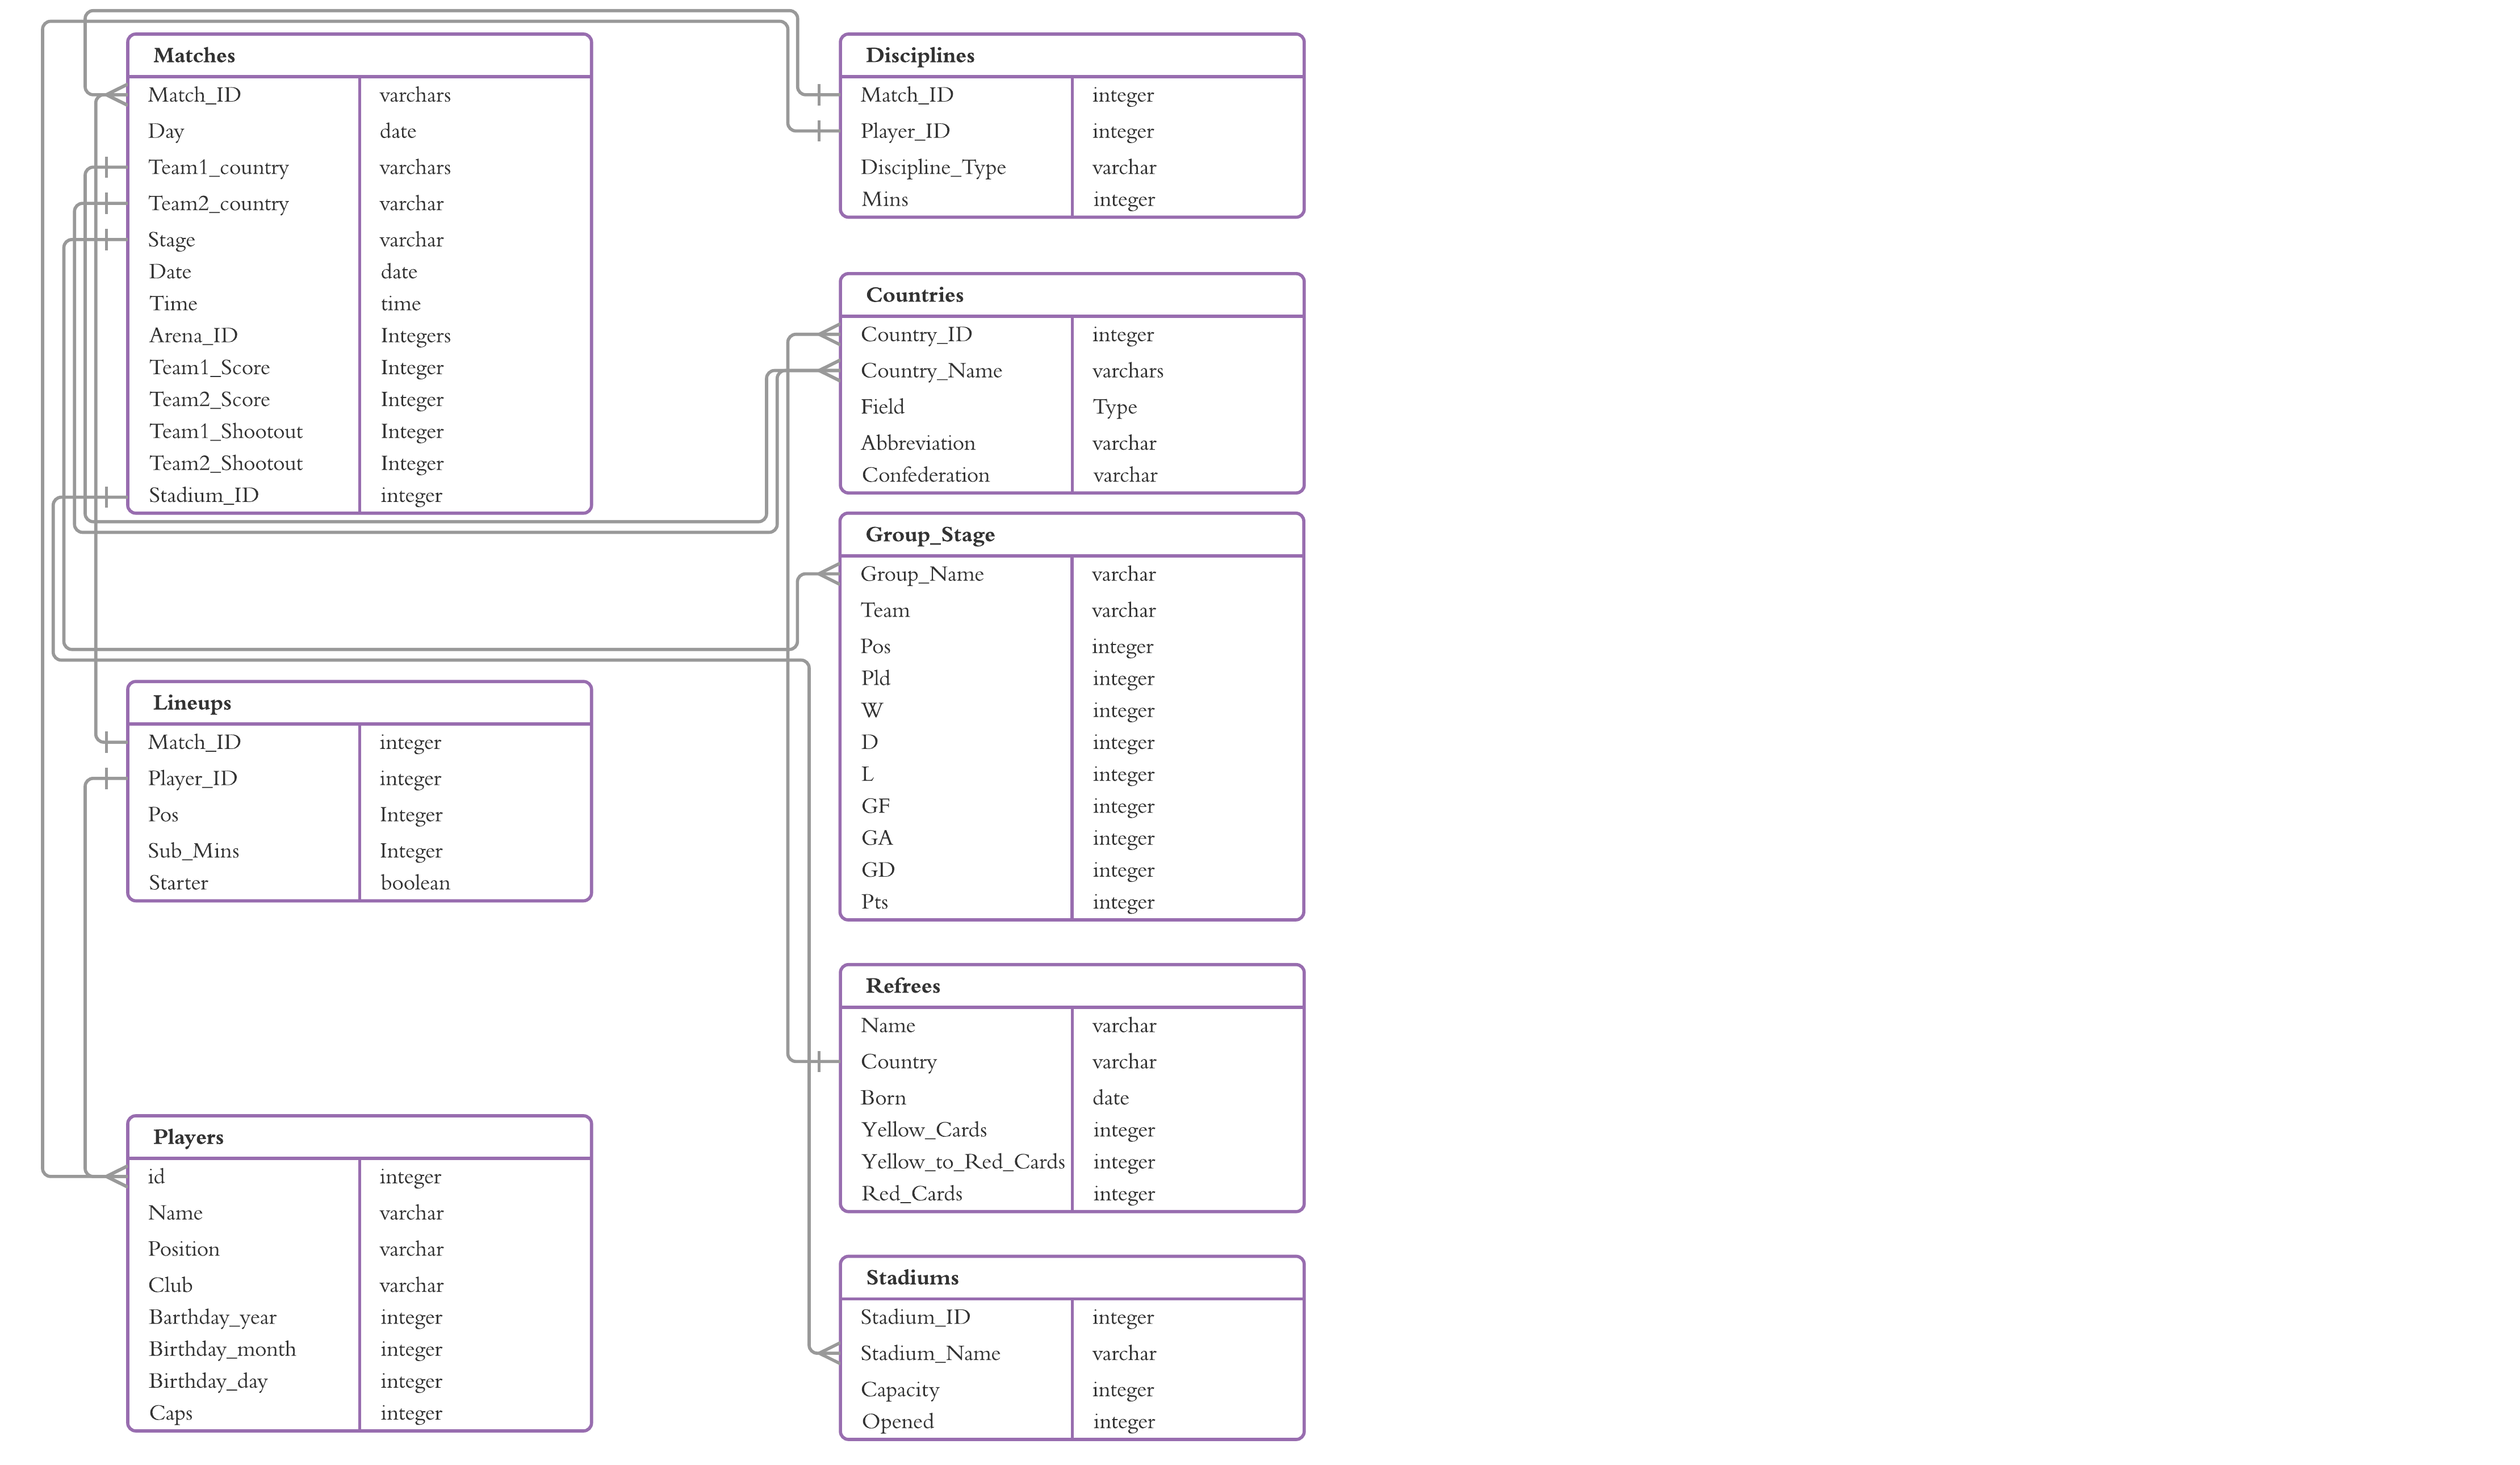 Matches
Match_ID varchars
Day date
Team1_country varchars
Team2_country varchar
Stage varchar
Date date
Time time
Arena_ID Integers
Team1_Score Integer
Team2_Score Integer
Team1_Shootout Integer
Team2_Shootout Integer
Stadium_ID integer
Lineups
Match_ID integer
Player_ID integer
Pos Integer
Sub_Mins Integer
Starter boolean
Players
id integer
Name varchar
Position varchar
Club varchar
Barthday_year integer
Birthday_month integer
Birthday_day integer
Caps integer
Disciplines
Match_ID integer
Player_ID integer
Discipline_Type varchar
Mins integer
Countries
Country_ID integer
Country_Name varchars
Field Type
Abbreviation varchar
Confederation varchar
Group_Stage
Group_Name varchar
Team varchar
Pos integer
Pld integer
W integer
D integer
L integer
GF integer
GA integer
GD integer
Pts integer
Refrees
Name varchar
Country varchar
Born date
Yellow_Cards integer
Yellow_to_Red_Cards integer
Red_Cards integer
Stadiums
Stadium_ID integer
Stadium_Name varchar
Capacity integer
Opened integer